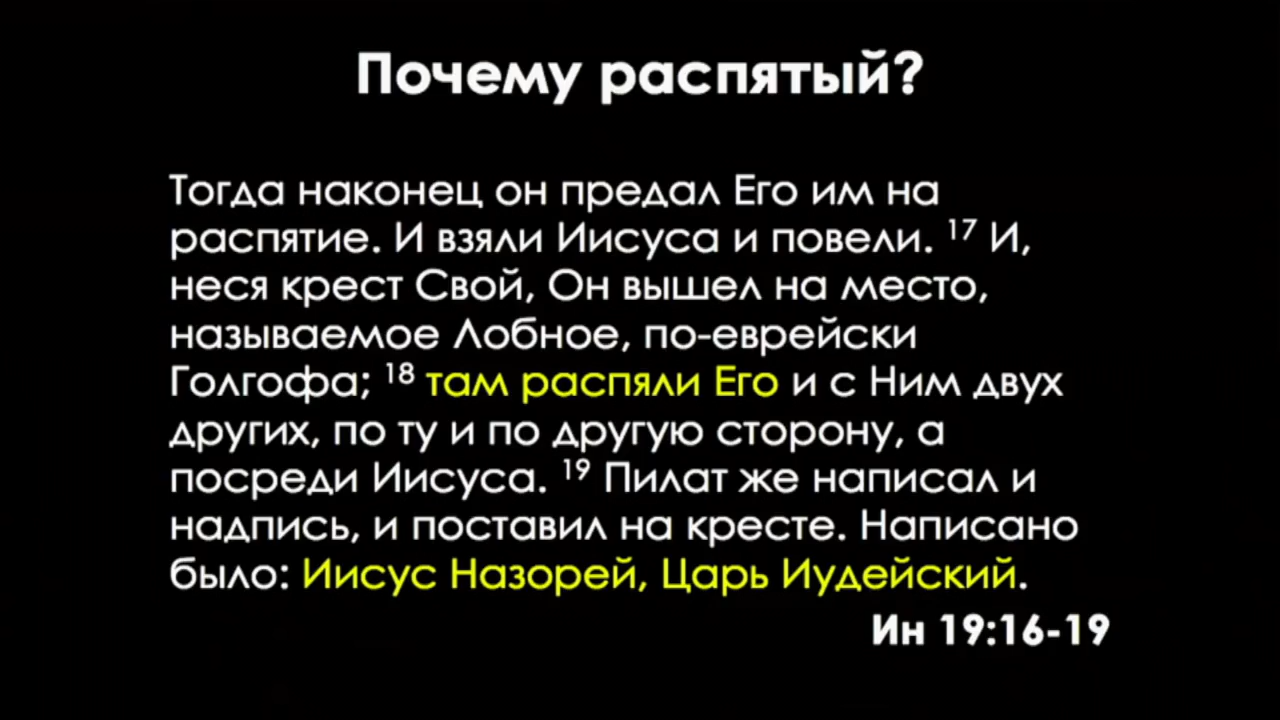 Почему распятый?
Тогда наконец он предал Его им на
распятие. И взяли Иисуса и повели. 17 И,
неся крест Свой, Он вышел на место,
называемое Лобное, по-еврейски
Голгофа; 18 там распяли Его и с Ним двух
других, по ту и по другую сторону, а
посреди Иисуса. 19 Пилат же написал и
надпись, и поставил на кресте. Написано
было: Иисус Назорей, Царь Иудейский.
Ин 19:16-19